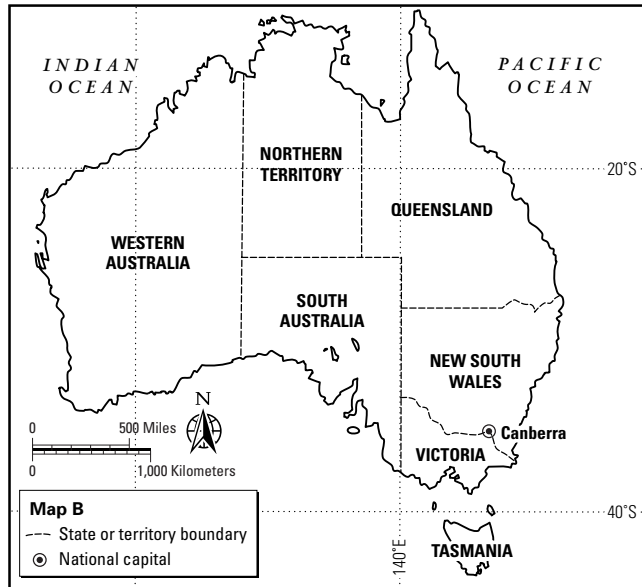 INDIAN
OCEAN
PACIFIC
OCEAN
NORTHERN
TERRITORY
20°S
QUEENSLAND
WESTERN
AUSTRALIA
SOUTH
AUSTRALIA
NEW SOUTH
WALES
N
0 500 Miles
0 1,000 Kilometers
Canberra
VICTORIA
Map B
State or territory boundary
National capital
40°S
140°E
TASMANIA